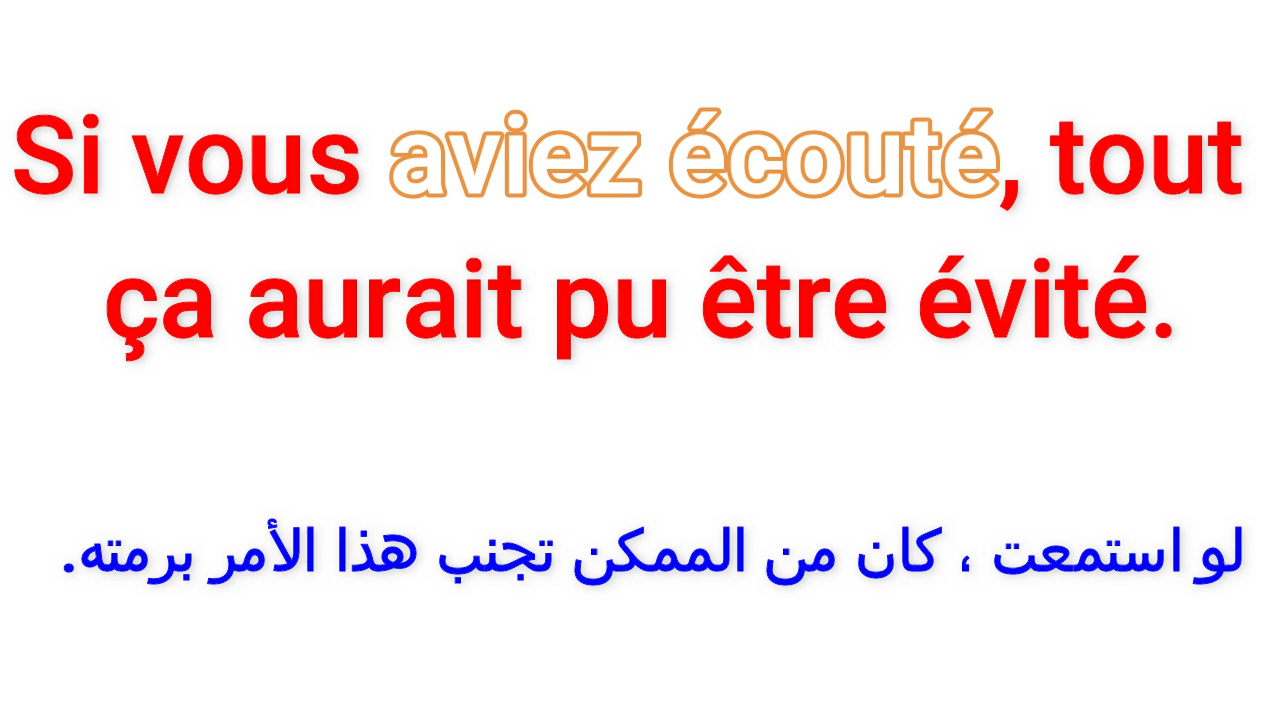 Si vous aviez écouté, tout
ça aurait pu être évité.
لو استمعت ، كان من الممكن تجنب هذا الأمر برمته.